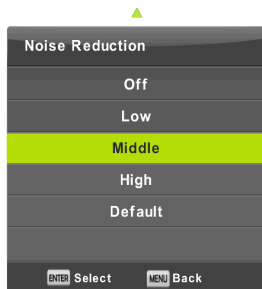 Noise Reduction
Off
Low
Middle
High
Default
ENTER Select MENU Back